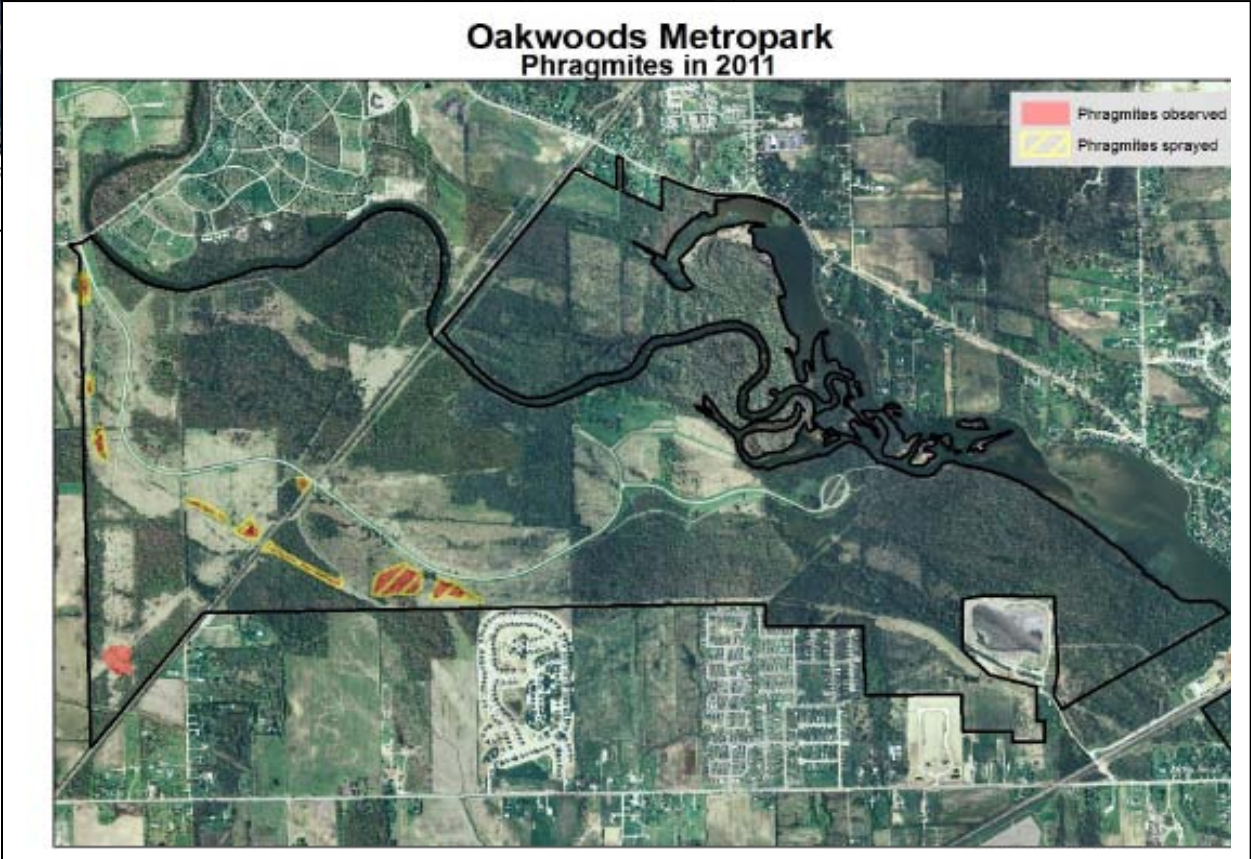 Oakwoods Metropark
Phragmites in 2011
Phragmites observed
Phragmites sprayed